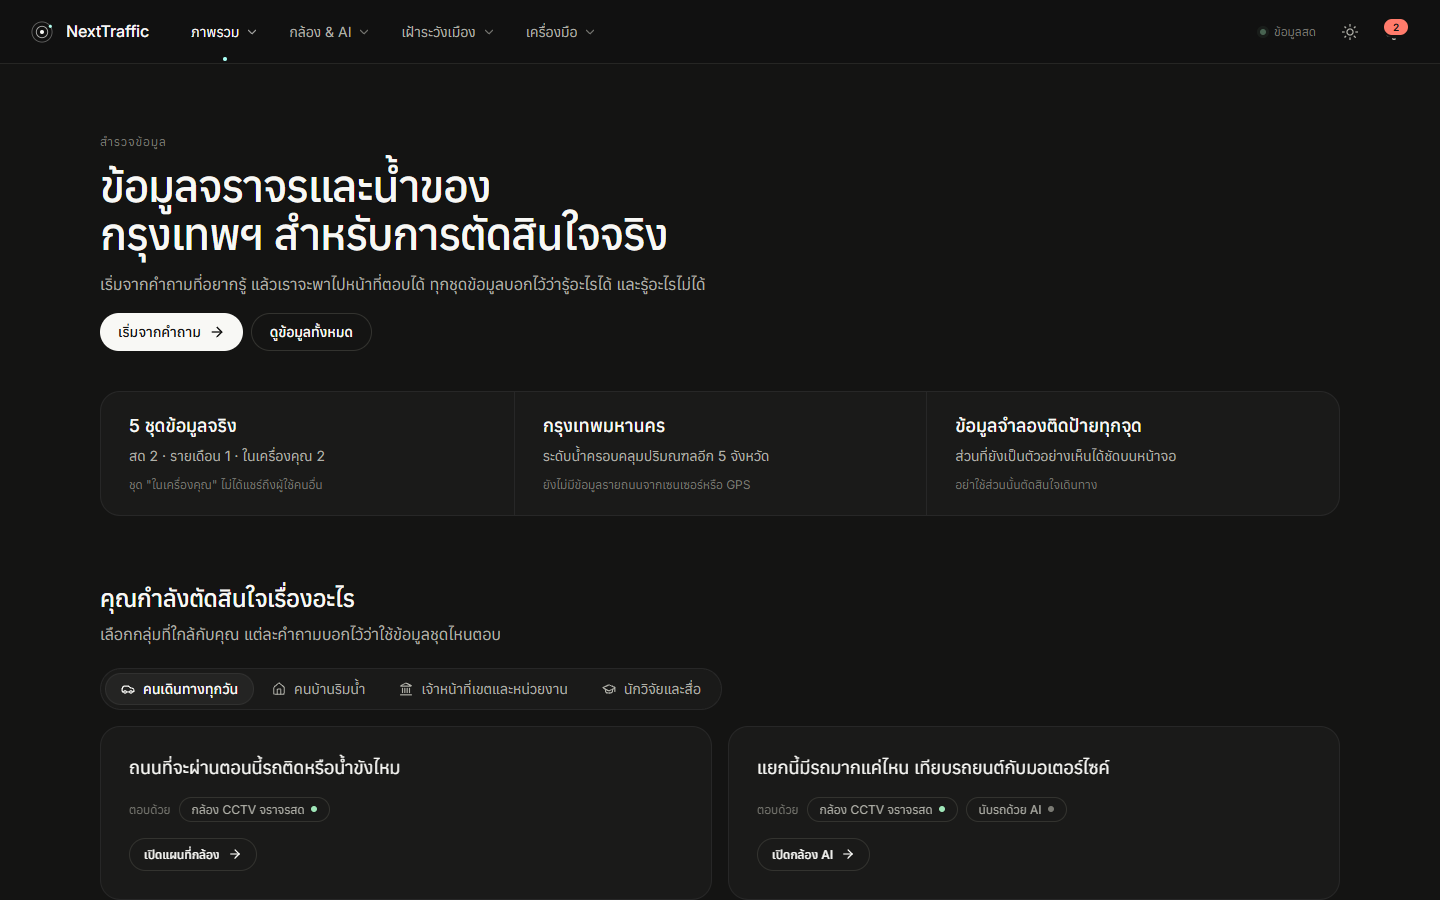 NextTraffic
ภาพรวม
กล้อง & AI
เฝ้าระวังเมือง
เครื่องมือ
ข้อมูลสด
2
สำรวจข้อมูล
ข้อมูลจราจรและน้ำของ
กรุงเทพฯ สำหรับการตัดสินใจจริง
เริ่มจากคำถามที่อยากรู้ แล้วเราจะพาไปหน้าที่ตอบได้ ทุกชุดข้อมูลบอกไว้ว่ารู้อะไรได้ และรู้อะไรไม่ได้
เริ่มจากคำถาม
ดูข้อมูลทั้งหมด
5 ชุดข้อมูลจริง
สด 2 · รายเดือน 1 · ในเครื่องคุณ 2
ชุด "ในเครื่องคุณ" ไม่ได้แชร์ถึงผู้ใช้คนอื่น
กรุงเทพมหานคร
ระดับน้ำครอบคลุมปริมณฑลอีก 5 จังหวัด
ยังไม่มีข้อมูลรายถนนจากเซนเซอร์หรือ GPS
ข้อมูลจำลองติดป้ายทุกจุด
ส่วนที่ยังเป็นตัวอย่างเห็นได้ชัดบนหน้าจอ
อย่าใช้ส่วนนั้นตัดสินใจเดินทาง
คุณกำลังตัดสินใจเรื่องอะไร
เลือกกลุ่มที่ใกล้กับคุณ แต่ละคำถามบอกไว้ว่าใช้ข้อมูลชุดไหนตอบ
คนเดินทางทุกวัน
คนบ้านริมน้ำ
เจ้าหน้าที่เขตและหน่วยงาน
นักวิจัยและสื่อ
ถนนที่จะผ่านตอนนี้รถติดหรือน้ำขังไหม
ตอบด้วย กล้อง CCTV จราจรสด
เปิดแผนที่กล้อง
แยกนี้มีรถมากแค่ไหน เทียบรถยนต์กับมอเตอร์ไซค์
ตอบด้วย กล้อง CCTV จราจรสด นับรถด้วย AI
เปิดกล้อง AI